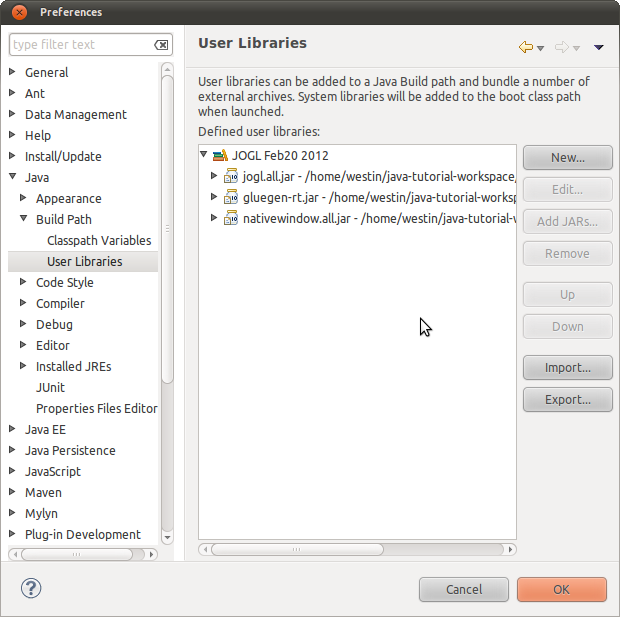 Preferences
type filter text
General
Ant
Data Management
Help
Install/Update
Java
Appearance
Build Path
Classpath Variables
User Libraries
Code Style
Compiler
Debug
Editor
Installed JREs
JUnit
Properties Files Editor
Java EE
Java Persistence
JavaScript
Maven
Mylyn
Plug-in Development
User Libraries
User libraries can be added to a Java Build path and bundle a number of
external archives. System libraries will be added to the boot class path
when launched.
Defined user libraries:
JOGL Feb20 2012
jogl.all.jar - /home/westin/java-tutorial-workspace
gluegen-rt.jar - /home/westin/java-tutorial-worksp
nativewindow.all.jar - /home/westin/java-tutorial-
New...
Edit...
Add JARs...
Remove
Up
Down
Import...
Export...
?
Cancel
OK